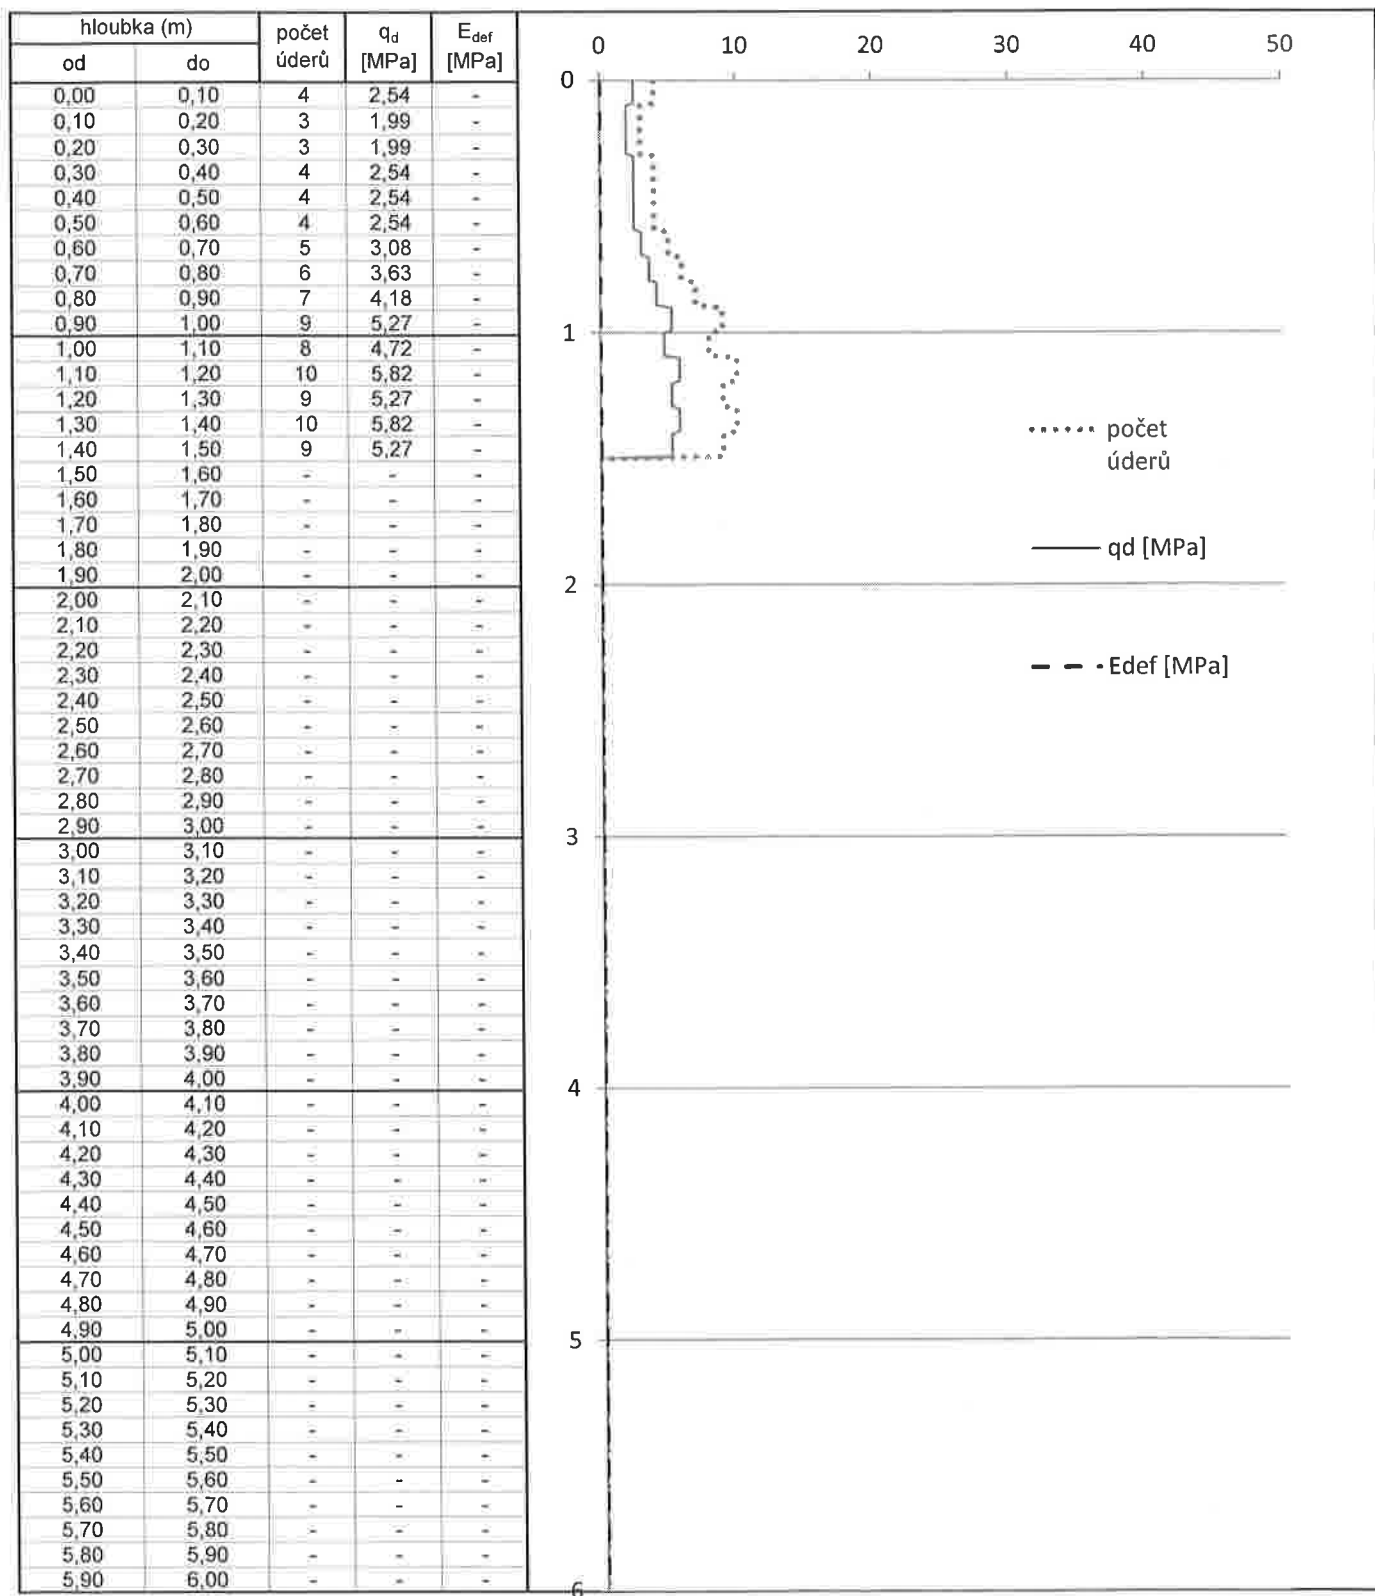 hloubka (m) počet úderů qd [MPa] Edef [MPa]
od do
0,00 0,10 4 2,54 -
0,10 0,20 3 1,99 -
0,20 0,30 3 1,99 -
0,30 0,40 4 2,54 -
0,40 0,50 4 2,54 -
0,50 0,60 4 2,54 -
0,60 0,70 5 3,08 -
0,70 0,80 6 3,63 -
0,80 0,90 7 4,18 -
0,90 1,00 9 5,27 -
1,00 1,10 8 4,72 -
1,10 1,20 10 5,82 -
1,20 1,30 9 5,27 -
1,30 1,40 10 5,82 -
1,40 1,50 9 5,27 -
1,50 1,60 - - -
1,60 1,70 - - -
1,70 1,80 - - -
1,80 1,90 - - -
1,90 2,00 - - -
2,00 2,10 - - -
2,10 2,20 - - -
2,20 2,30 - - -
2,30 2,40 - - -
2,40 2,50 - - -
2,50 2,60 - - -
2,60 2,70 - - -
2,70 2,80 - - -
2,80 2,90 - - -
2,90 3,00 - - -
3,00 3,10 - - -
3,10 3,20 - - -
3,20 3,30 - - -
3,30 3,40 - - -
3,40 3,50 - - -
3,50 3,60 - - -
3,60 3,70 - - -
3,70 3,80 - - -
3,80 3,90 - - -
3,90 4,00 - - -
4,00 4,10 - - -
4,10 4,20 - - -
4,20 4,30 - - -
4,30 4,40 - - -
4,40 4,50 - - -
4,50 4,60 - - -
4,60 4,70 - - -
4,70 4,80 - - -
4,80 4,90 - - -
4,90 5,00 - - -
5,00 5,10 - - -
5,10 5,20 - - -
5,20 5,30 - - -
5,30 5,40 - - -
5,40 5,50 - - -
5,50 5,60 - - -
5,60 5,70 - - -
5,70 5,80 - - -
5,80 5,90 - - -
5,90 6,00 - - -
0 10 20 30 40 50
0
1
2
3
4
5
6
počet
úderů
qd [MPa]
Edef [MPa]